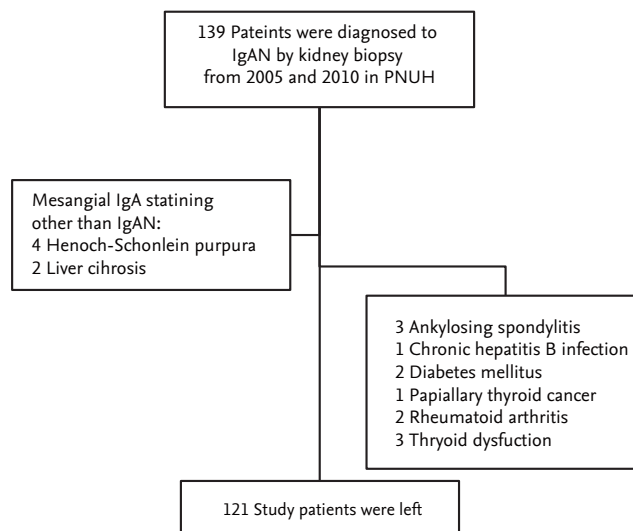 139 Pateints were diagnosed to
IgAN by kidney biopsy
from 2005 and 2010 in PNUH
Mesangial IgA statining
other than IgAN:
4 Henoch-Schonlein purpura
2 Liver cihrosis
3 Ankylosing spondylitis
1 Chronic hepatitis B infection
2 Diabetes mellitus
1 Papiallary thyroid cancer
2 Rheumatoid arthritis
3 Thryoid dysfuction
121 Study patients were left